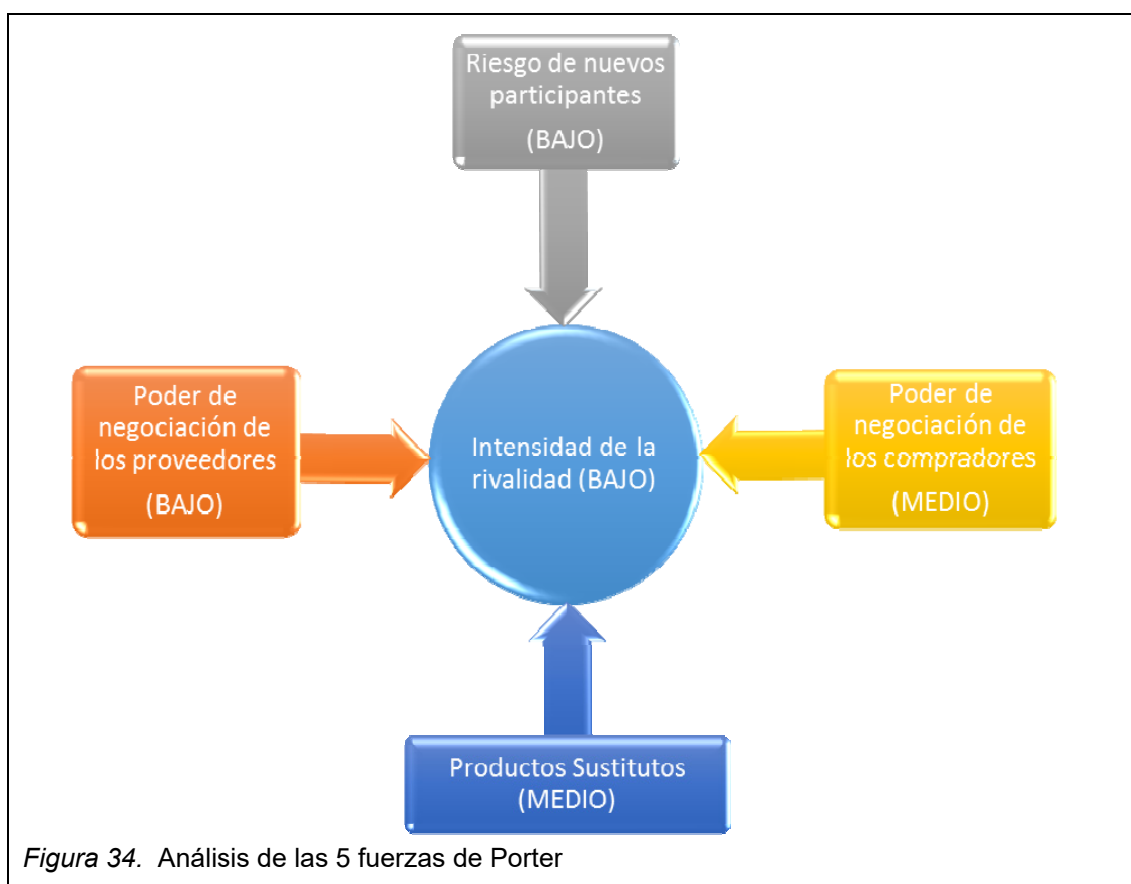 Riesgo de nuevos
participantes
(BAJO)
Poder de
negociación de
los proveedores
(BAJO)
Intensidad de la
rivalidad (BAJO)
Poder de
negociación de
los compradores
(MEDIO)
Productos Sustitutos
(MEDIO)
Figura 34. Análisis de las 5 fuerzas de Porter